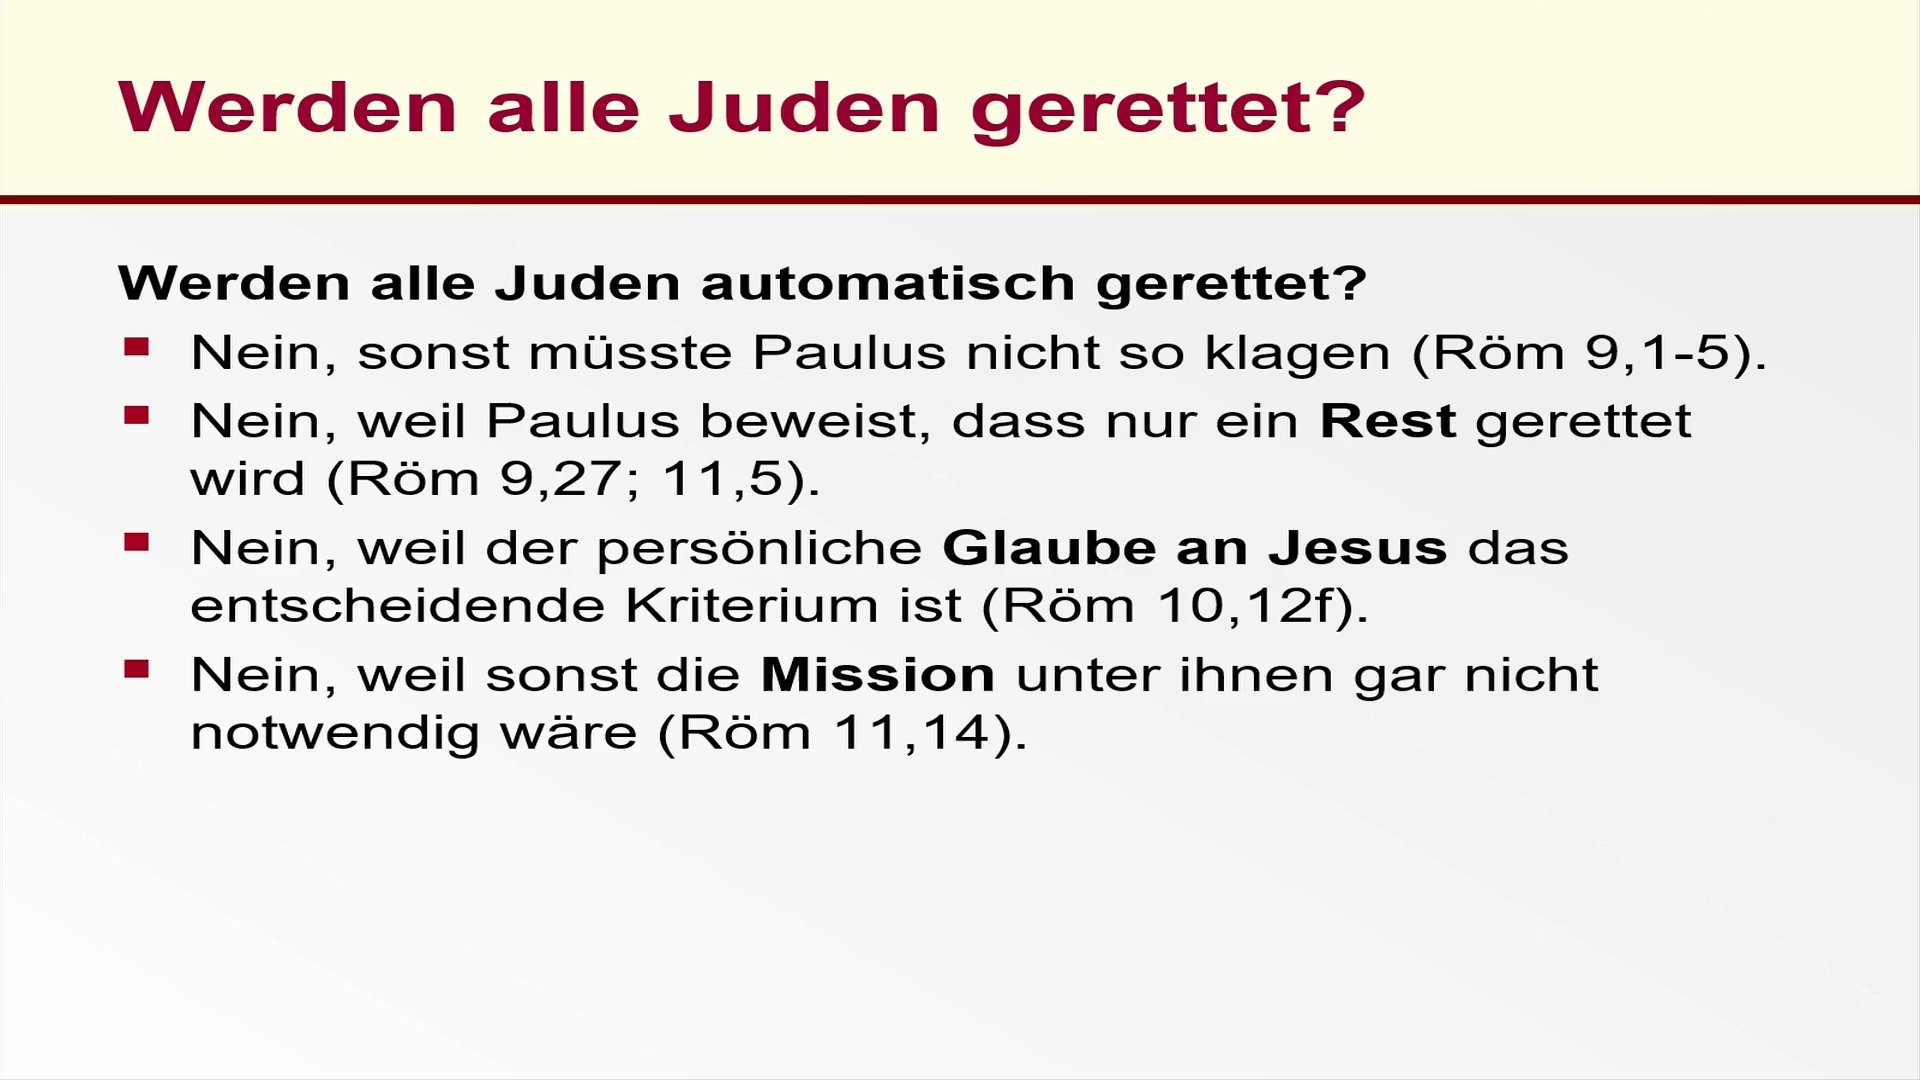 Werden alle Juden gerettet?
Werden alle Juden automatisch gerettet?
Nein, sonst müsste Paulus nicht so klagen (Röm 9,1-5).
Nein, weil Paulus beweist, dass nur ein Rest gerettet
wird (Röm 9,27; 11,5).
Nein, weil der persönliche Glaube an Jesus das
entscheidende Kriterium ist (Röm 10,12f).
Nein, weil sonst die Mission unter ihnen gar nicht
notwendig wäre (Röm 11,14).